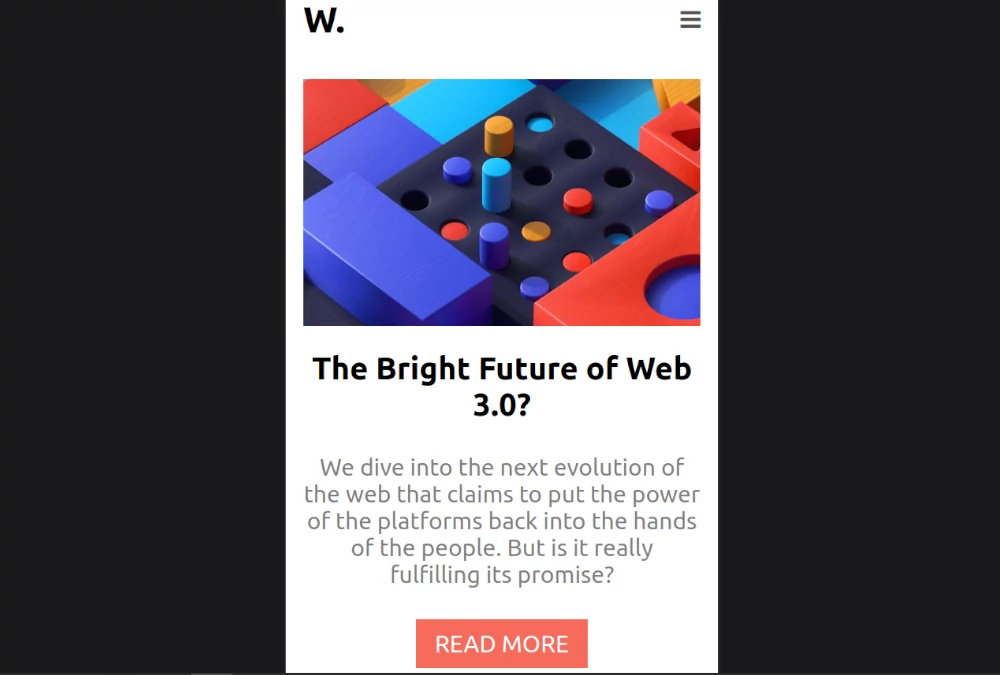 W.
The Bright Future of Web
3.0?
We dive into the next evolution of
the web that claims to put the power
of the platforms back into the hands
of the people. But is it really
fulfilling its promise?
READ MORE